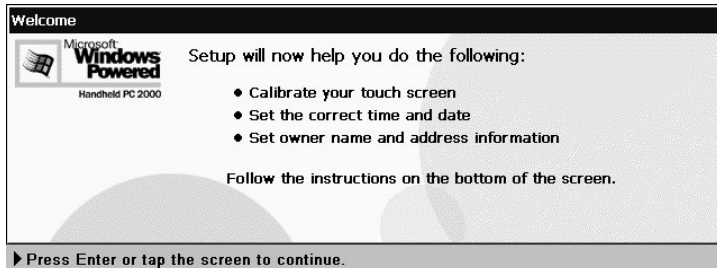 Welcome
Microsoft
Windows
Powered
Handheld PC 2000
Setup will now help you do the following:
● Calibrate your touch screen
● Set the correct time and date
● Set owner name and address information
Follow the instructions on the bottom of the screen.
Press Enter or tap the screen to continue.